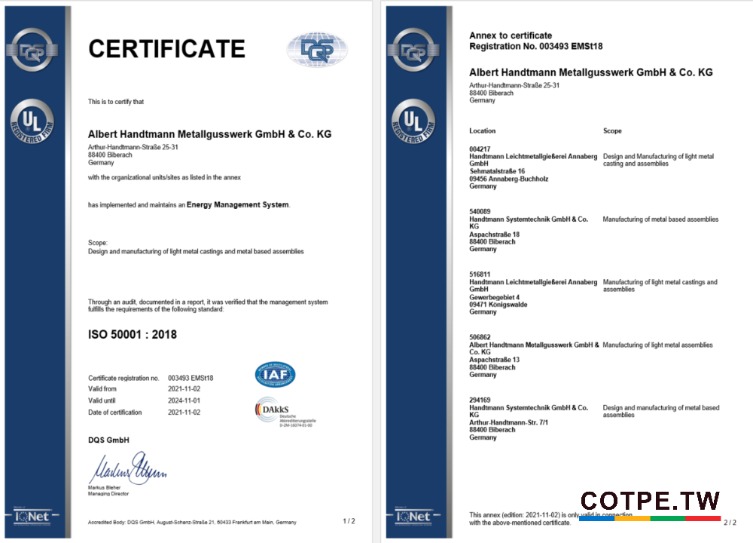 DQS
CERTIFICATE
DQS
UL
REGISTERED FIRM
This is to certify that
Albert Handtmann Metallgusswerk GmbH & Co. KG
Arthur-Handtmann-Straße 25-31
88400 Biberach
Germany
with the organizational units/sites as listed in the annex
has implemented and maintains an Energy Management System.
Scope:
Design and manufacturing of light metal castings and metal based assemblies
Through an audit, documented in a report, it was verified that the management system
fulfills the requirements of the following standard:
ISO 50001 : 2018
Certificate registration no. 003493 EMSt18
Valid from 2021-11-02
Valid until 2024-11-01
Date of certification 2021-11-02
IAF
DAkkS
Deutsche
Akkreditierungsstelle
DQS GmbH
Markus Bleher
Managing Director
IQNet
Accredited Body: DQS GmbH, August-Schanz-Straße 21, 60433 Frankfurt am Main, Germany
1 / 2
DQS
UL
REGISTERED FIRM
Annex to certificate
Registration No. 003493 EMSt18
Albert Handtmann Metallgusswerk GmbH & Co. KG
Arthur-Handtmann-Straße 25-31
88400 Biberach
Germany
Location Scope
004217
Handtmann Leichtmetallgießerei Annaberg Design and Manufacturing of light metal
GmbH casting and assemblies
Sehmatalstraße 16
09456 Annaberg-Buchholz
Germany
540089
Handtmann Systemtechnik GmbH & Co. Manufacturing of metal based assemblies
KG
Aspachstraße 18
88400 Biberach
Germany
516811
Handtmann Leichtmetallgießerei Annaberg Manufacturing of light metal castings and
GmbH assemblies
Gewerbegebiet 4
09471 Königswalde
Germany
506862
Albert Handtmann Metallgusswerk GmbH & Manufacturing of light metal assemblies
Co. KG
Aspachstraße 13
88400 Biberach
Germany
294169
Handtmann Systemtechnik GmbH & Co. Design and manufacturing of metal based
KG assemblies
Arthur-Handtmann-Str. 7/1
88400 Biberach
Germany
This annex (edition: 2021-11-02) is only valid in connection
with the above-mentioned certificate.
IQNet
COTPE.TW
2 / 2